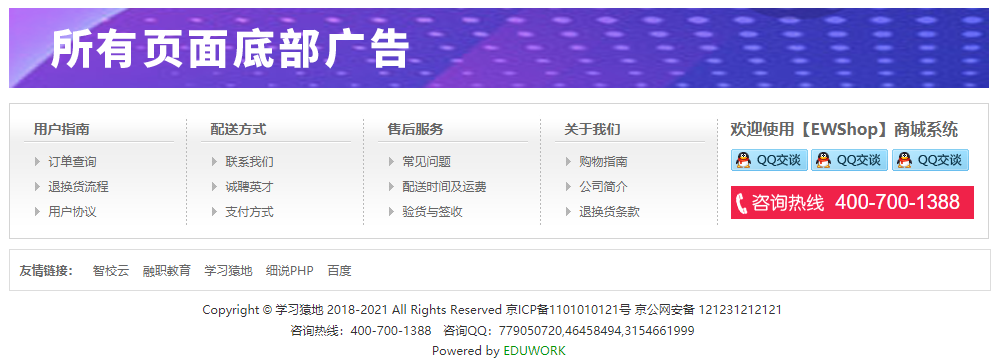 所有页面底部广告
用户指南
订单查询
退换货流程
用户协议
配送方式
联系我们
诚聘英才
支付方式
售后服务
常见问题
配送时间及运费
验货与签收
关于我们
购物指南
公司简介
退换货条款
欢迎使用【EWShop】商城系统
QQ交谈 QQ交谈 QQ交谈
咨询热线 400-700-1388
友情链接： 智校云 融职教育 学习猿地 细说PHP 百度
Copyright © 学习猿地 2018-2021 All Rights Reserved 京ICP备1101010121号 京公网安备 121231212121
咨询热线：400-700-1388 咨询QQ：779050720,46458494,3154661999
Powered by EDUWORK